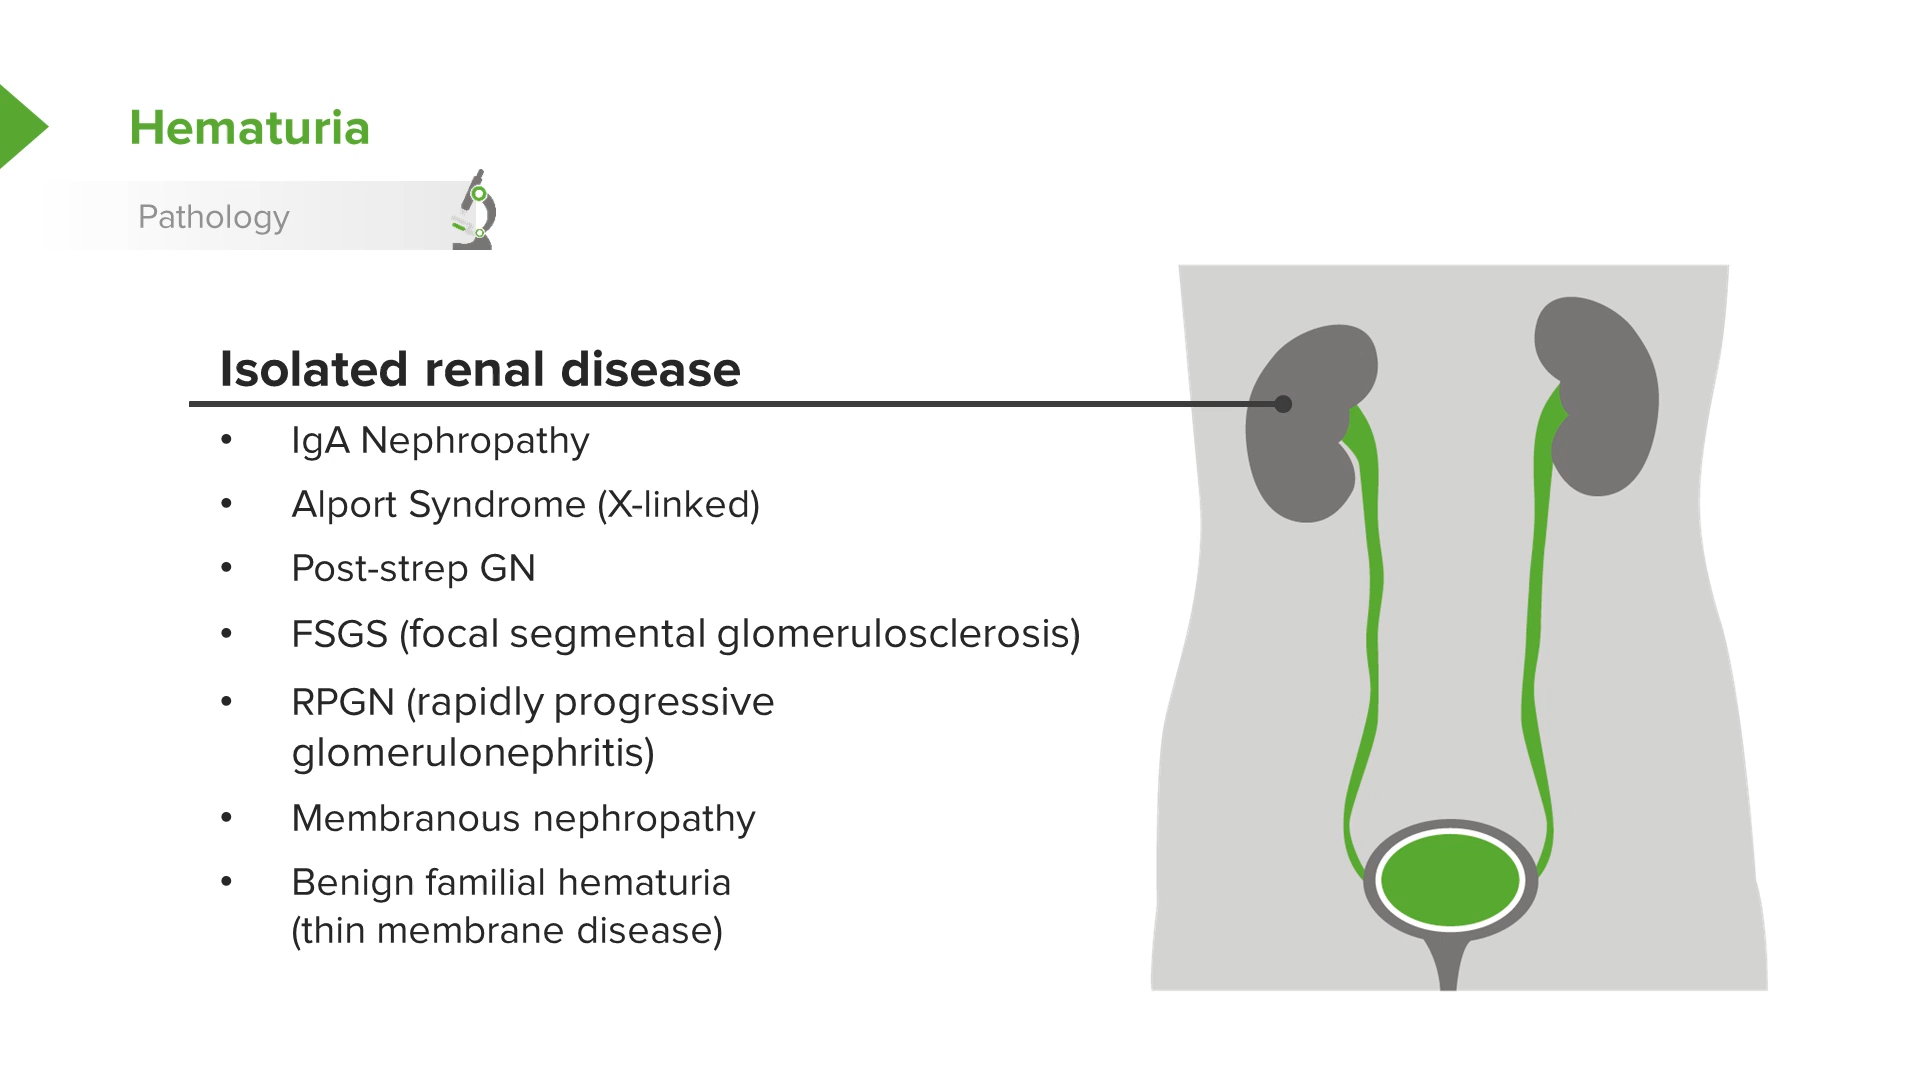 Hematuria
Pathology
Isolated renal disease
• IgA Nephropathy
• Alport Syndrome (X-linked)
• Post-strep GN
• FSGS (focal segmental glomerulosclerosis)
• RPGN (rapidly progressive
glomerulonephritis)
• Membranous nephropathy
• Benign familial hematuria
(thin membrane disease)